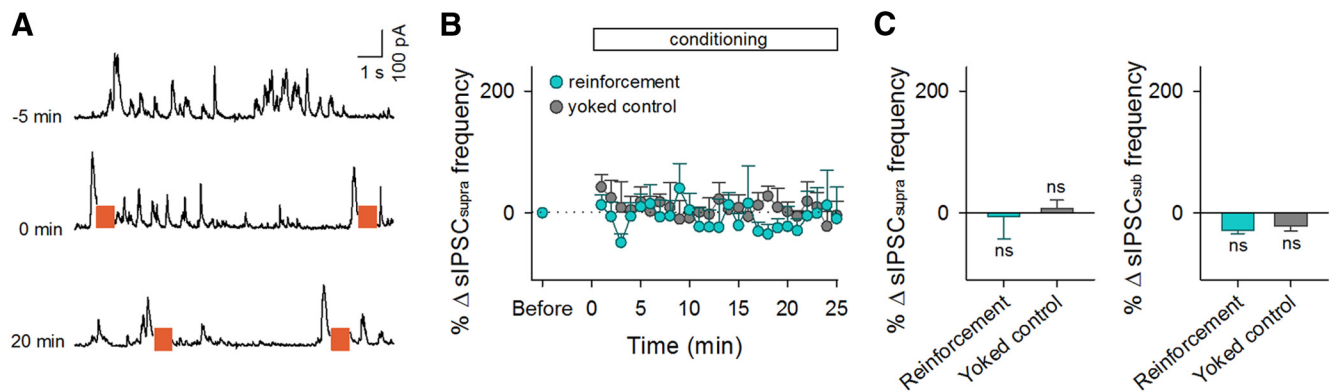 A
1 s
100 pA
-5 min
0 min
20 min
B
conditioning
reinforcement
yoked control
% Δ sIPSCsupra frequency
200
0
Before
0
5
10
15
20
25
Time (min)
C
% Δ sIPSCsupra frequency
200
0
ns
ns
Reinforcement
Yoked control
% Δ sIPSCsub frequency
200
0
ns
ns
Reinforcement
Yoked control